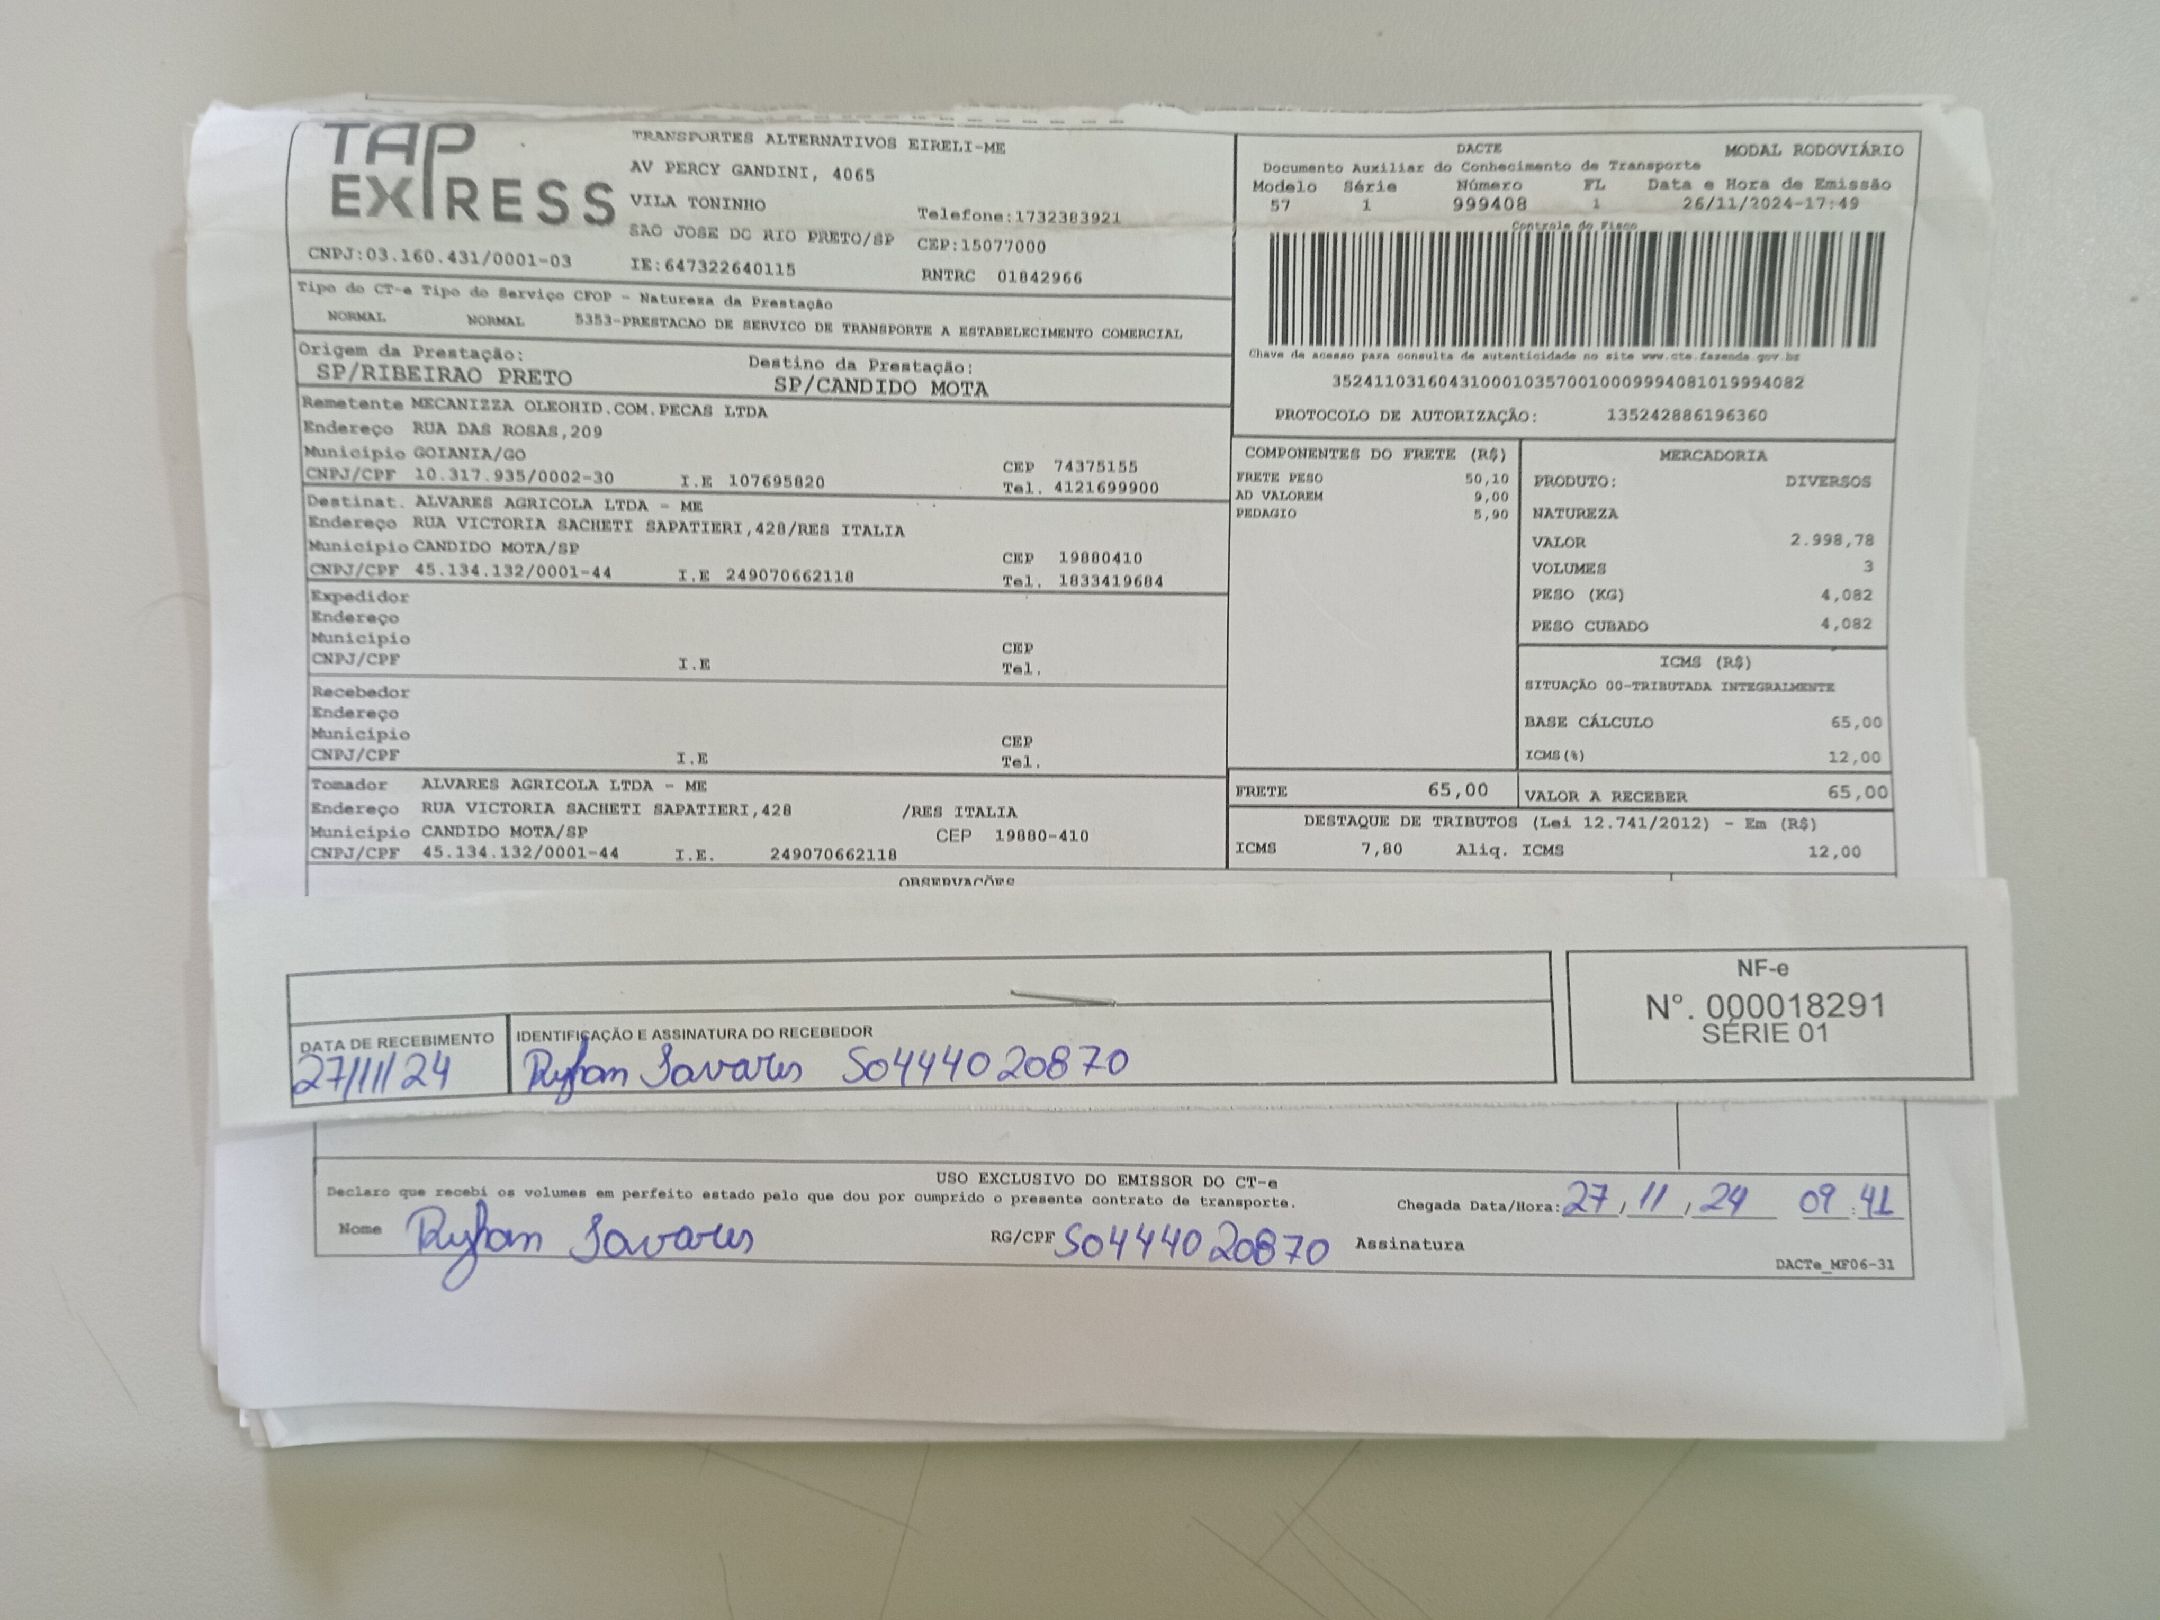 TAP EXPRESS
CNPJ:03.160.431/0001-03
TRANSPORTES ALTERNATIVOS EIRELI-ME
AV PERCY GANDINI, 4065
VILA TONINHO
Telefone:1732383921
SAO JOSE DO RIO PRETO/SP CEP:15077000
IE:647322640115 RNTRC 01842966
DACTE MODAL RODOVIÁRIO
Documento Auxiliar do Conhecimento de Transporte
Modelo Série Número FL Data e Hora de Emissão
57 1 999408 1 26/11/2024-17:49
Controle do Fisco
Chave de acesso para consulta de autenticidade no site www.cte.fazenda.gov.br
35241103160431000103570010009994081019994082
PROTOCOLO DE AUTORIZAÇÃO: 135242886196360
Tipo do CT-e Tipo do Serviço CFOP - Natureza da Prestação
NORMAL NORMAL 5353-PRESTACAO DE SERVICO DE TRANSPORTE A ESTABELECIMENTO COMERCIAL
Origem da Prestação: Destino da Prestação:
SP/RIBEIRAO PRETO SP/CANDIDO MOTA
Remetente MECANIZZA OLEOHID.COM.PECAS LTDA
Endereço RUA DAS ROSAS,209
Município GOIANIA/GO CEP 74375155
CNPJ/CPF 10.317.935/0002-30 I.E 107695820 Tel. 4121699900
Destinat. ALVARES AGRICOLA LTDA - ME
Endereço RUA VICTORIA SACHETI SAPATIERI,428/RES ITALIA
Município CANDIDO MOTA/SP CEP 19880410
CNPJ/CPF 45.134.132/0001-44 I.E 249070662118 Tel. 1833419684
Expedidor
Endereço
Município CEP
CNPJ/CPF I.E Tel.
Recebedor
Endereço
Município CEP
CNPJ/CPF I.E Tel.
Tomador ALVARES AGRICOLA LTDA - ME
Endereço RUA VICTORIA SACHETI SAPATIERI,428 /RES ITALIA
Município CANDIDO MOTA/SP CEP 19880-410
CNPJ/CPF 45.134.132/0001-44 I.E. 249070662118
COMPONENTES DO FRETE (R$)
FRETE PESO 50,10
AD VALOREM 9,00
PEDAGIO 5,90
MERCADORIA
PRODUTO: DIVERSOS
NATUREZA
VALOR 2.998,78
VOLUMES 3
PESO (KG) 4,082
PESO CUBADO 4,082
ICMS (R$)
SITUAÇÃO 00-TRIBUTADA INTEGRALMENTE
BASE CÁLCULO 65,00
ICMS(%) 12,00
FRETE 65,00 VALOR A RECEBER 65,00
DESTAQUE DE TRIBUTOS (Lei 12.741/2012) - Em (R$)
ICMS 7,80 Aliq. ICMS 12,00
OBSERVAÇÕES
DATA DE RECEBIMENTO IDENTIFICAÇÃO E ASSINATURA DO RECEBEDOR
27/11/24 Ryhan Savares 50444020870
NF-e
Nº. 000018291
SÉRIE 01
USO EXCLUSIVO DO EMISSOR DO CT-e
Declaro que recebi os volumes em perfeito estado pelo que dou por cumprido o presente contrato de transporte. Chegada Data/Hora: 27/11/24 09:41
Nome Ryhan Savares RG/CPF 50444020870 Assinatura
DACTe_MF06-31